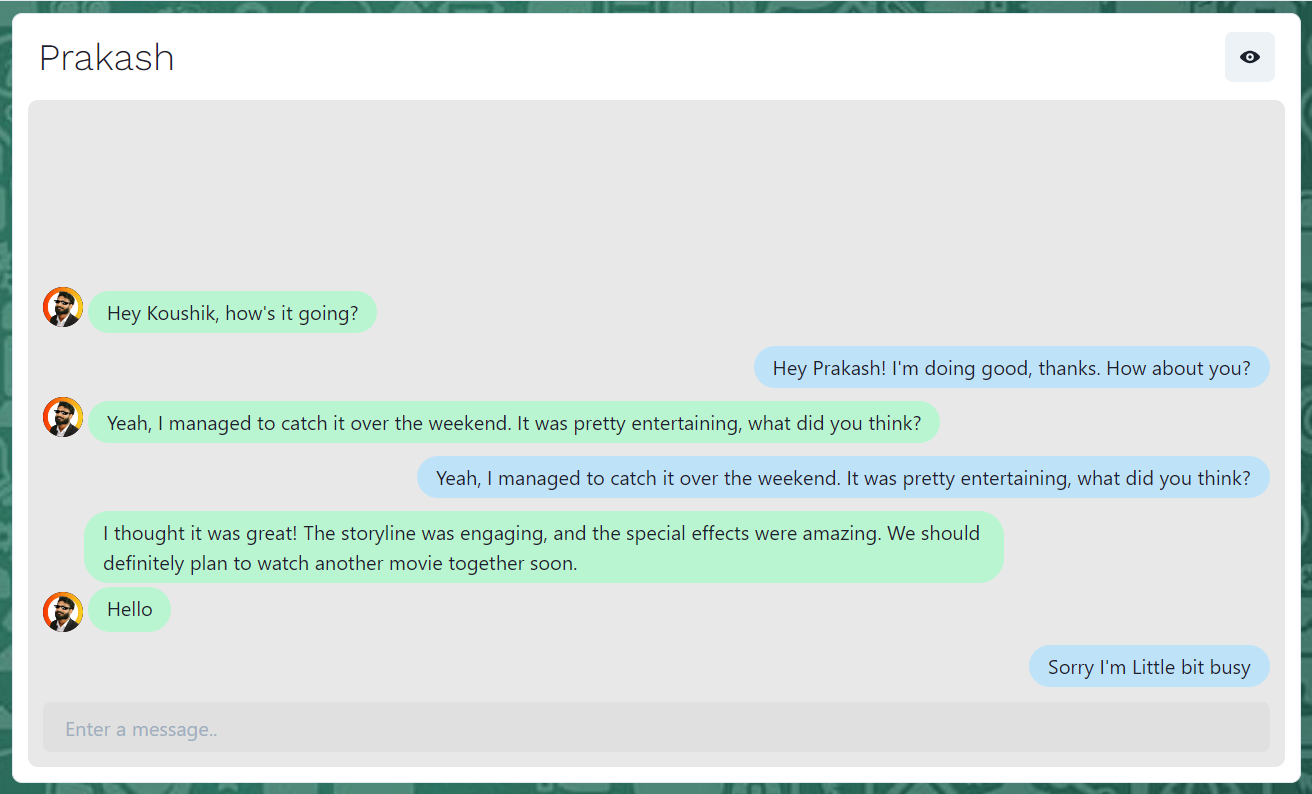 Prakash
Hey Koushik, how's it going?
Hey Prakash! I'm doing good, thanks. How about you?
Yeah, I managed to catch it over the weekend. It was pretty entertaining, what did you think?
Yeah, I managed to catch it over the weekend. It was pretty entertaining, what did you think?
I thought it was great! The storyline was engaging, and the special effects were amazing. We should
definitely plan to watch another movie together soon.
Hello
Sorry I'm Little bit busy
Enter a message..